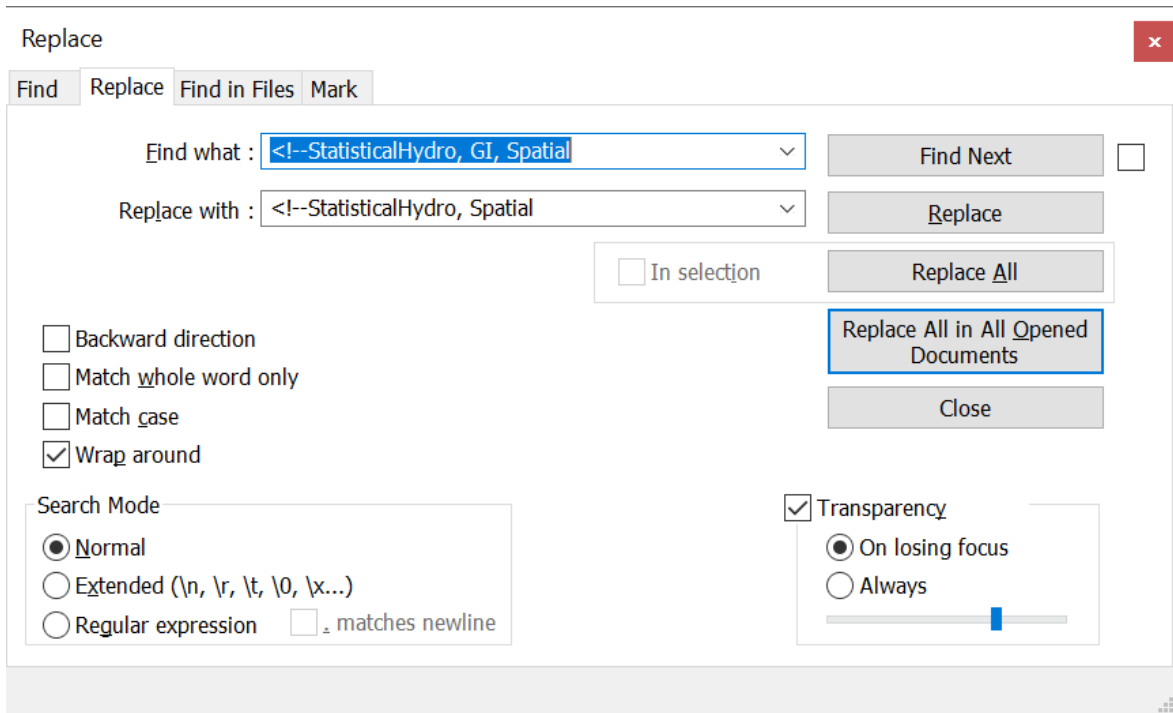 Replace
x
Find Replace Find in Files Mark
Find what : <!--StatisticalHydro, GI, Spatial Find Next
Replace with : <!--StatisticalHydro, Spatial Replace
In selection Replace All
Replace All in All Opened
Documents
Backward direction
Match whole word only
Close
Match case
Wrap around
Search Mode
Transparency
Normal
On losing focus
Extended (\n, \r, \t, \0, \x...)
Always
Regular expression . matches newline